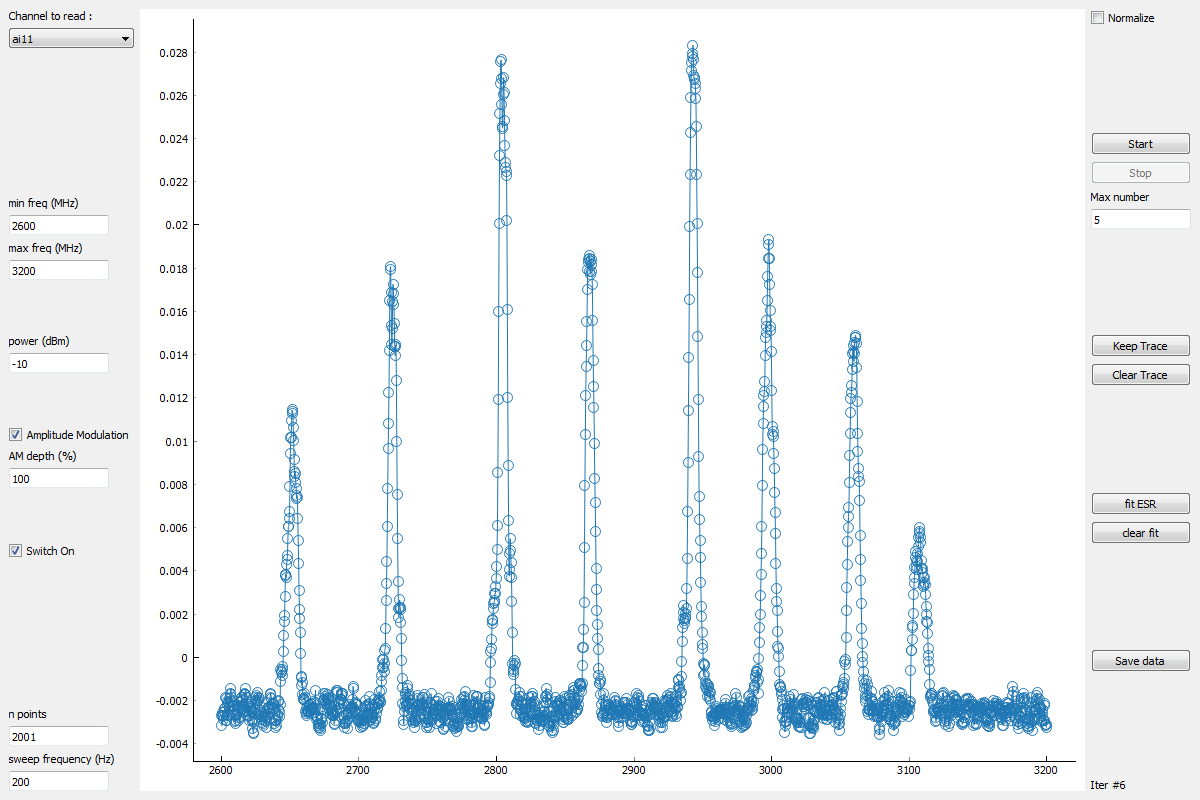 Channel to read :
ai11
min freq (MHz)
2600
max freq (MHz)
3200
power (dBm)
-10
Amplitude Modulation
AM depth (%)
100
Switch On
n points
2001
sweep frequency (Hz)
200
0.028
0.026
0.024
0.022
0.02
0.018
0.016
0.014
0.012
0.01
0.008
0.006
0.004
0.002
0
-0.002
-0.004
2600 2700 2800 2900 3000 3100 3200
Normalize
Start
Stop
Max number
5
Keep Trace
Clear Trace
fit ESR
clear fit
Save data
Iter #6